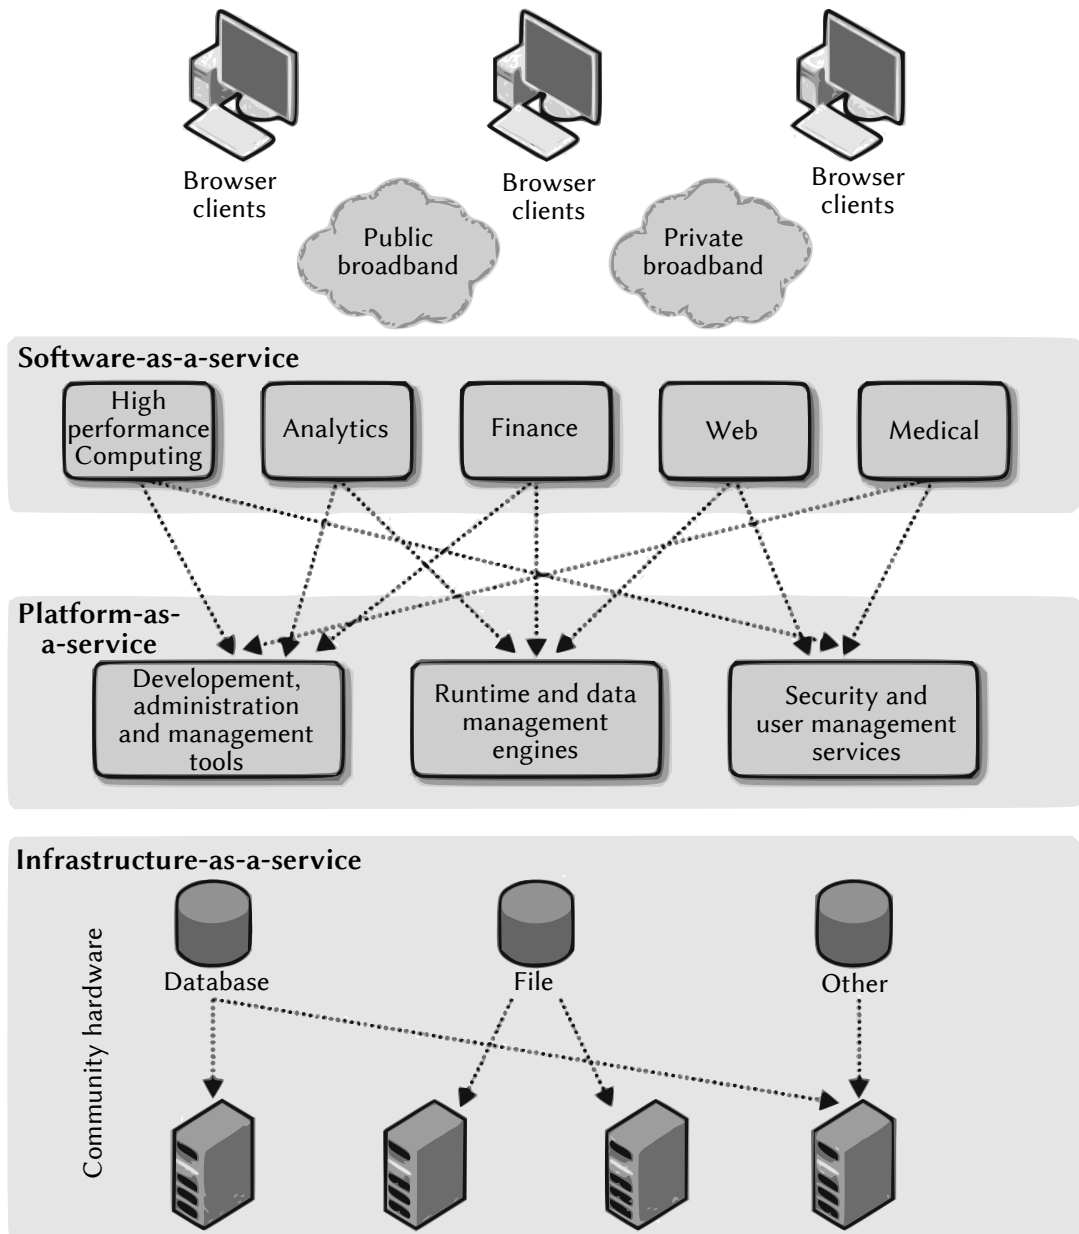 Browser
clients
Browser
clients
Browser
clients
Public
broadband
Private
broadband
Software-as-a-service
High
performance
Computing
Analytics
Finance
Web
Medical
Platform-as-
a-service
Developement,
administration
and management
tools
Runtime and data
management
engines
Security and
user management
services
Infrastructure-as-a-service
Community hardware
Database
File
Other